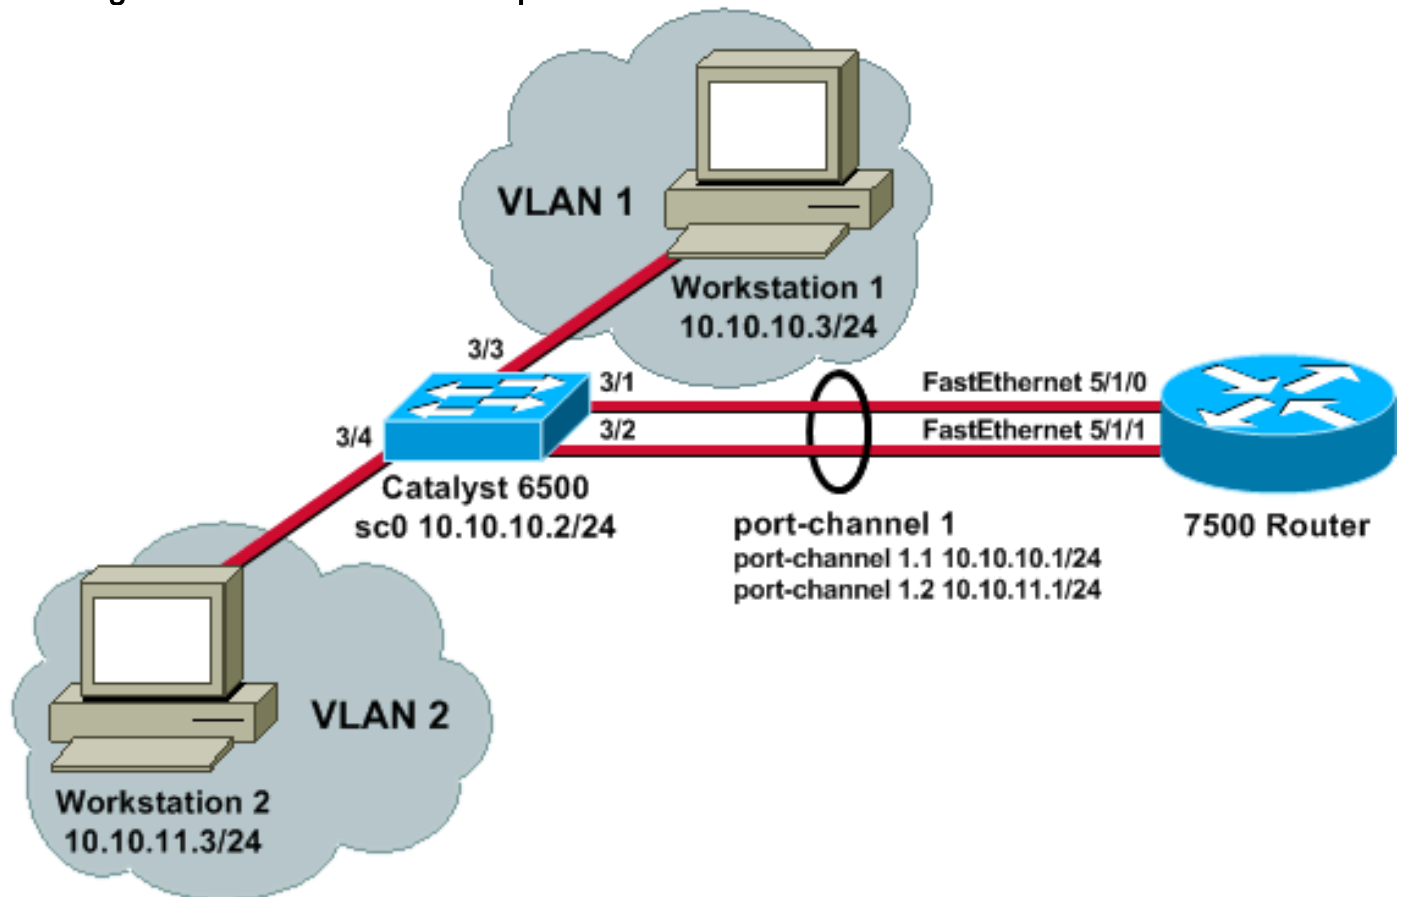 VLAN 1
Workstation 1
10.10.10.3/24
3/3
3/1
FastEthernet 5/1/0
3/4
3/2
FastEthernet 5/1/1
Catalyst 6500
sc0 10.10.10.2/24
port-channel 1
port-channel 1.1 10.10.10.1/24
port-channel 1.2 10.10.11.1/24
7500 Router
VLAN 2
Workstation 2
10.10.11.3/24